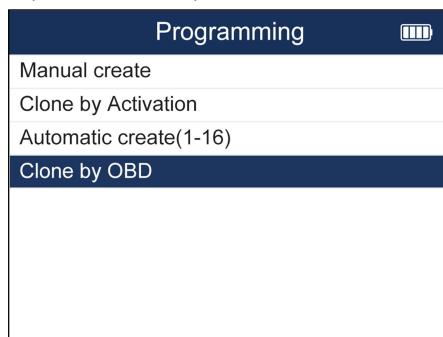 Programming
Manual create
Clone by Activation
Automatic create(1-16)
Clone by OBD